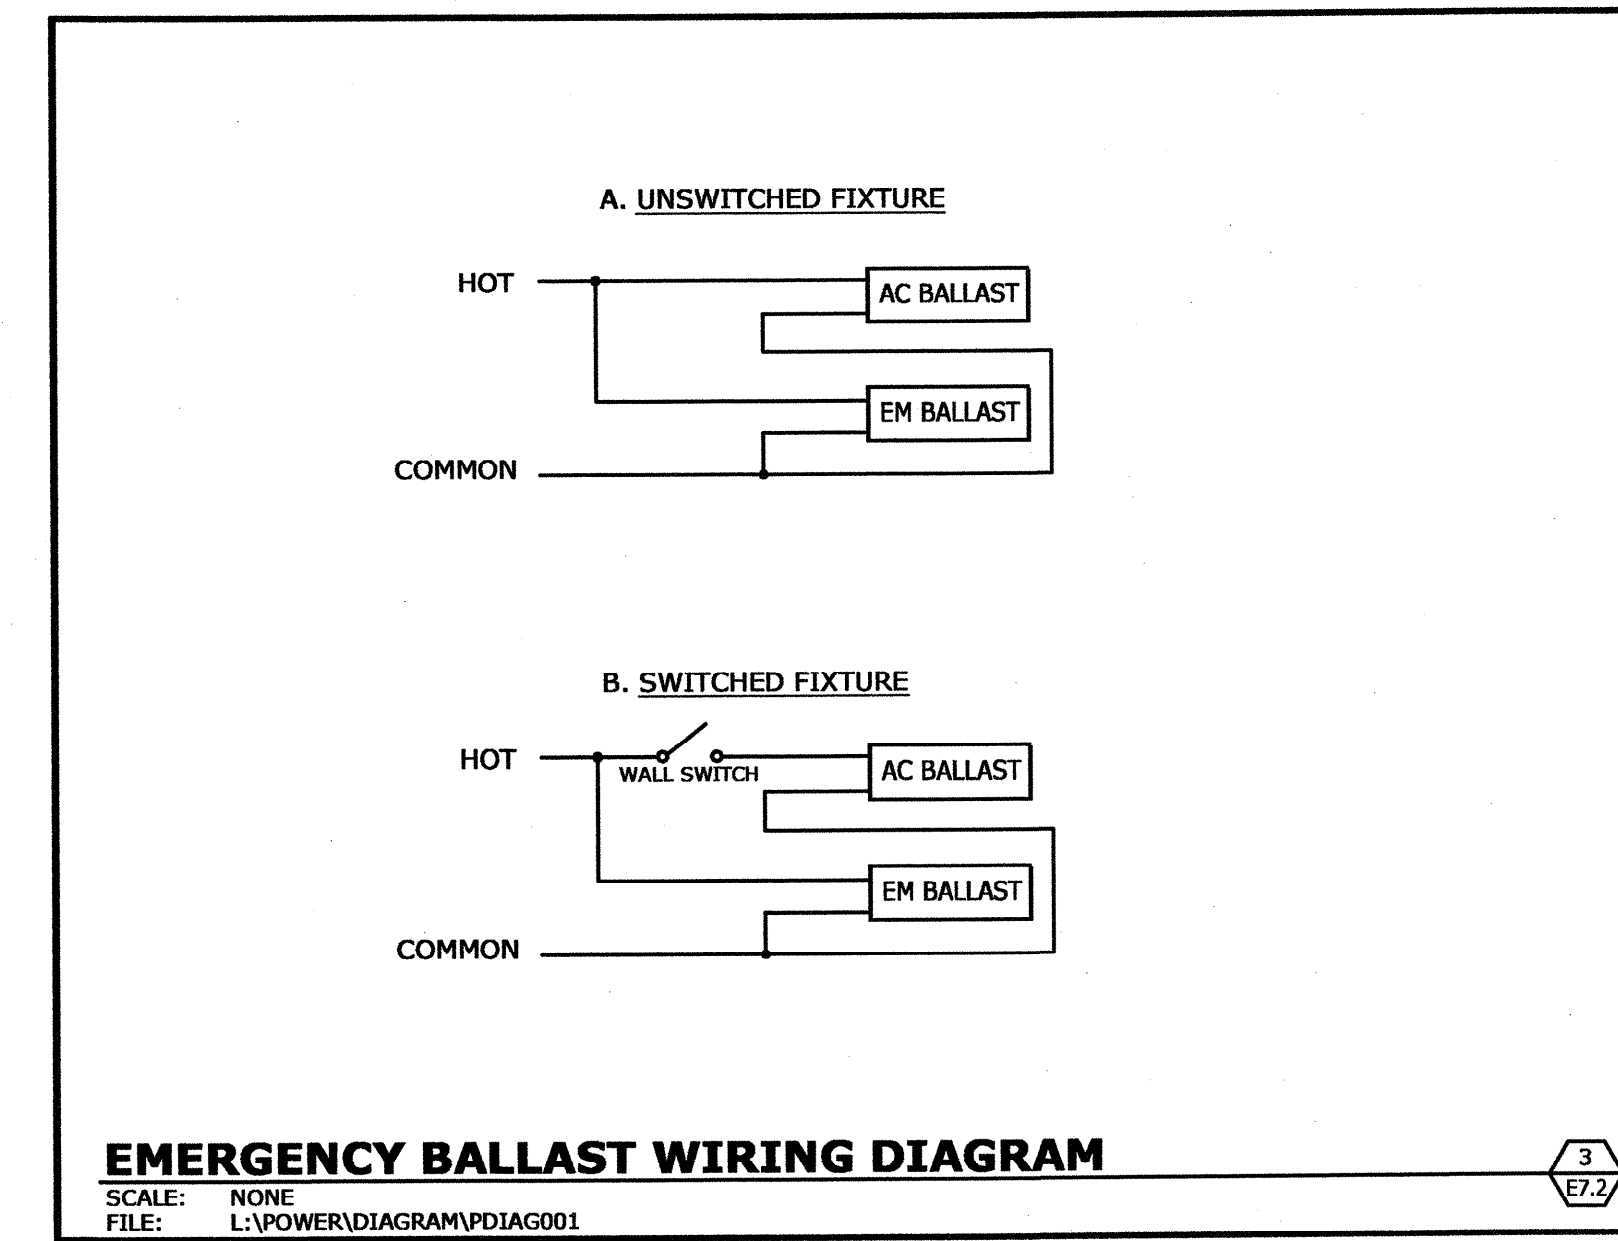 A. UNSWITCHED FIXTURE
HOT
AC BALLAST
EM BALLAST
COMMON
B. SWITCHED FIXTURE
HOT
WALL SWITCH
AC BALLAST
EM BALLAST
COMMON
EMERGENCY BALLAST WIRING DIAGRAM
3
SCALE: NONE
E7.2
FILE: L:\POWER\DIAGRAM\PDIAG001